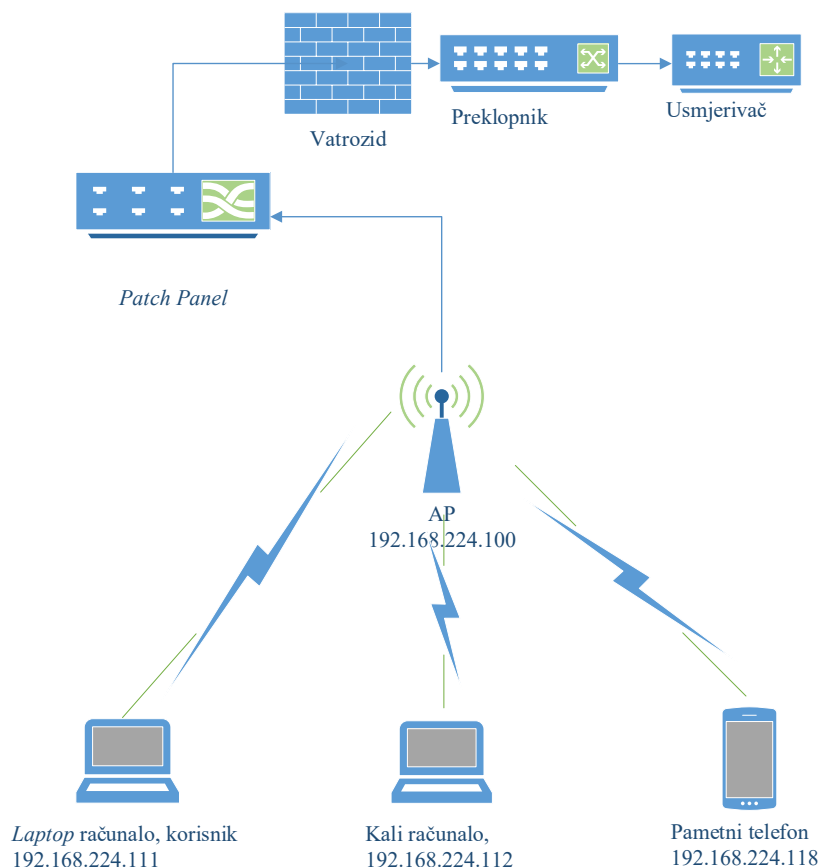 Vatrozid
Preklopnik
Usmjerivač
Patch Panel
AP
192.168.224.100
Laptop računalo, korisnik
192.168.224.111
Kali računalo,
192.168.224.112
Pametni telefon
192.168.224.118